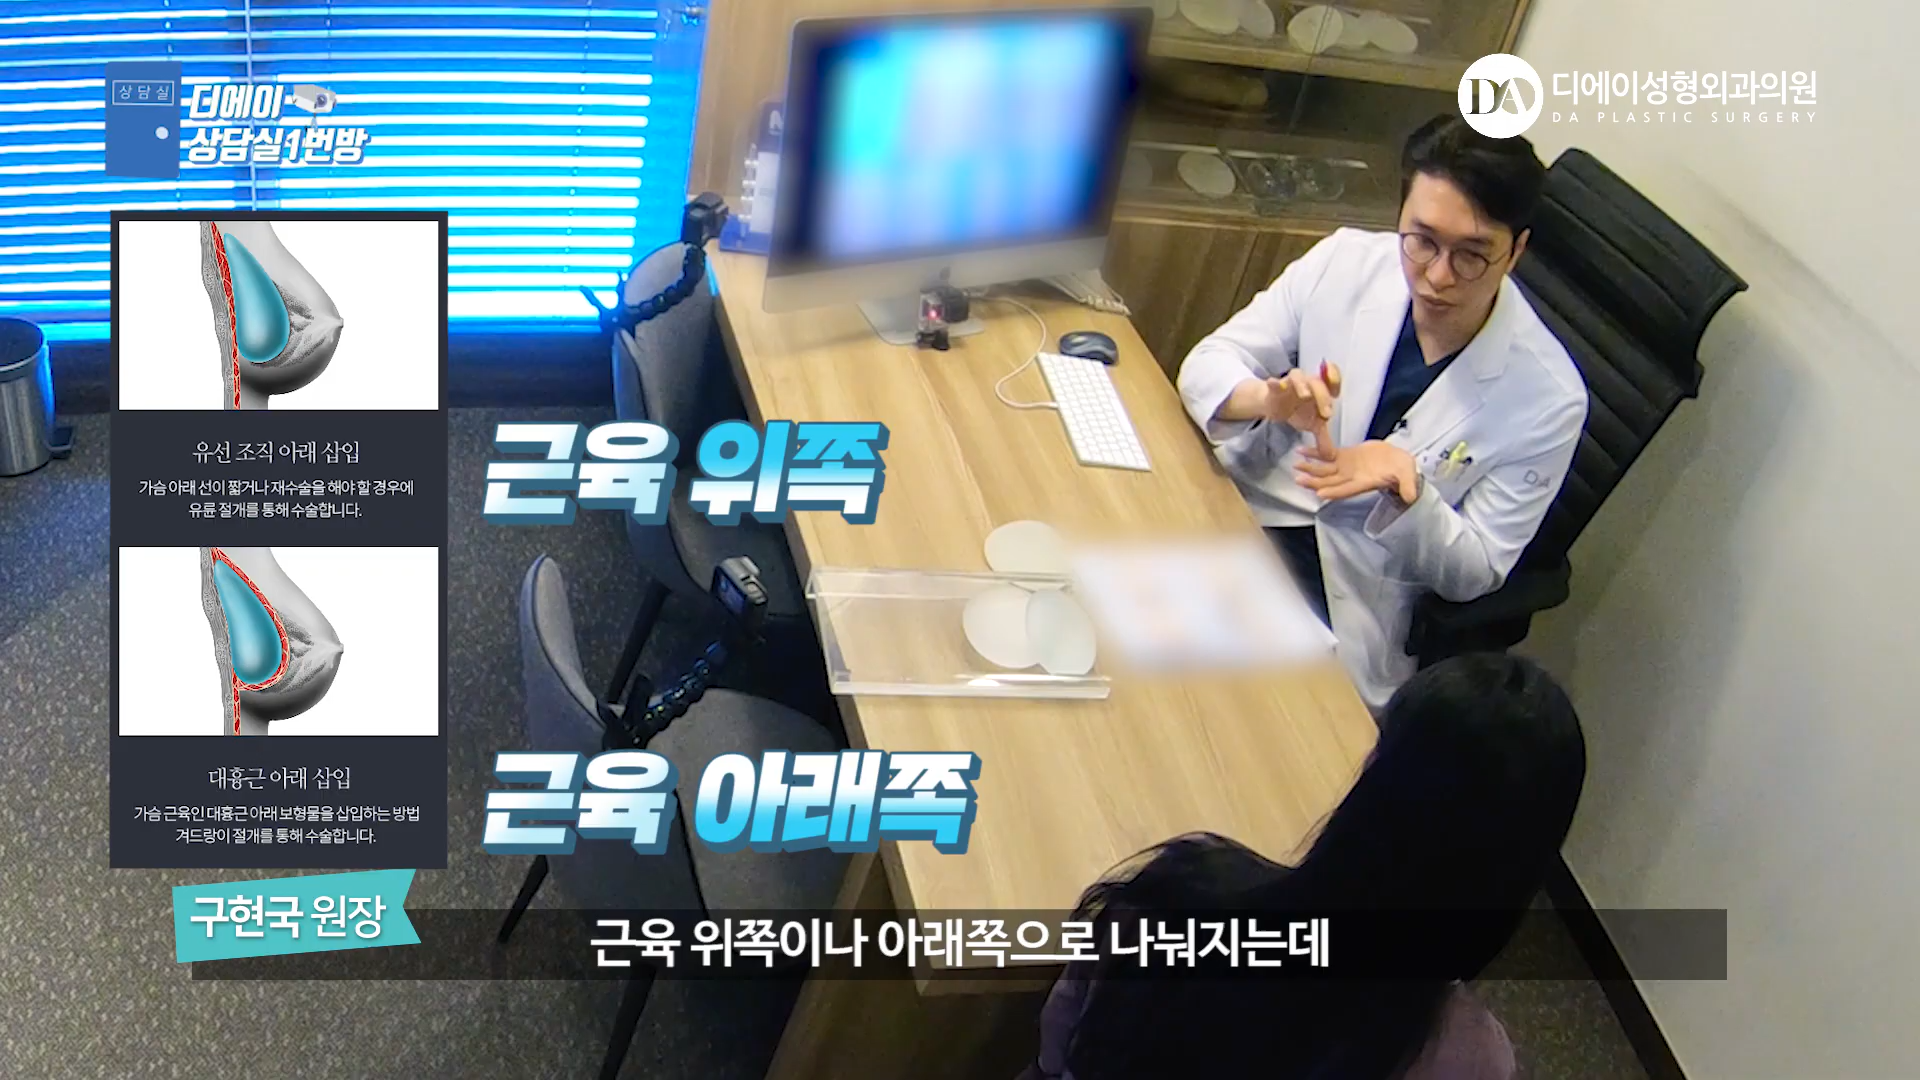 상담실
디에이
상담실1번방
DA 디에이성형외과의원
DA PLASTIC SURGERY
유선 조직 아래 삽입
가슴 아래 선이 짧거나 재수술을 해야 할 경우에
유륜 절개를 통해 수술합니다.
근육 위쪽
대흉근 아래 삽입
가슴 근육인 대흉근 아래 보형물을 삽입하는 방법
겨드랑이 절개를 통해 수술합니다.
근육 아래쪽
구현국 원장
근육 위쪽이나 아래쪽으로 나눠지는데
DA